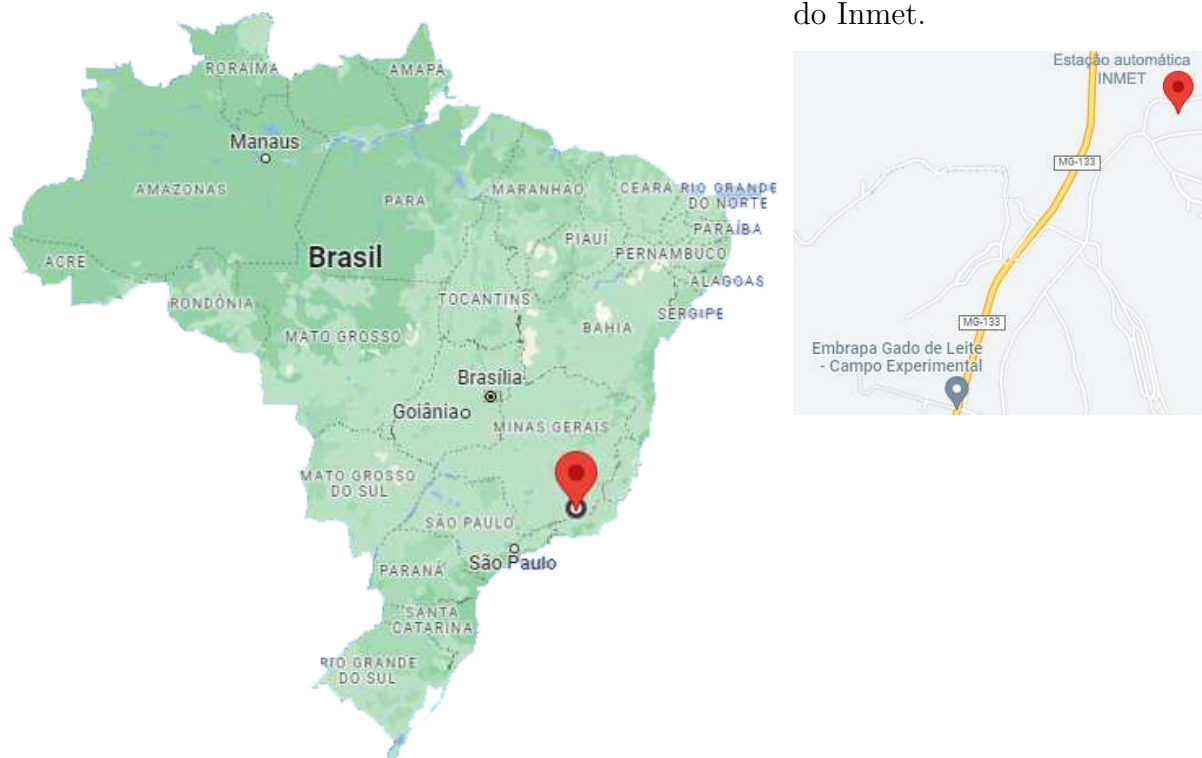 do Inmet.
RORAIMA
AMAPÁ
Manaus
AMAZONAS
PARÁ
MARANHÃO
CEARÁ
RIO GRANDE
DO NORTE
PARAÍBA
PIAUÍ
PERNAMBUCO
ACRE
Brasil
ALAGOAS
RONDÔNIA
TOCANTINS
SERGIPE
BAHIA
MATO GROSSO
Brasília
Goiânia
MINAS GERAIS
MATO GROSSO
DO SUL
SÃO PAULO
São Paulo
PARANÁ
SANTA
CATARINA
RIO GRANDE
DO SUL
Estação automática
INMET
MG-133
MG-133
Embrapa Gado de Leite
- Campo Experimental